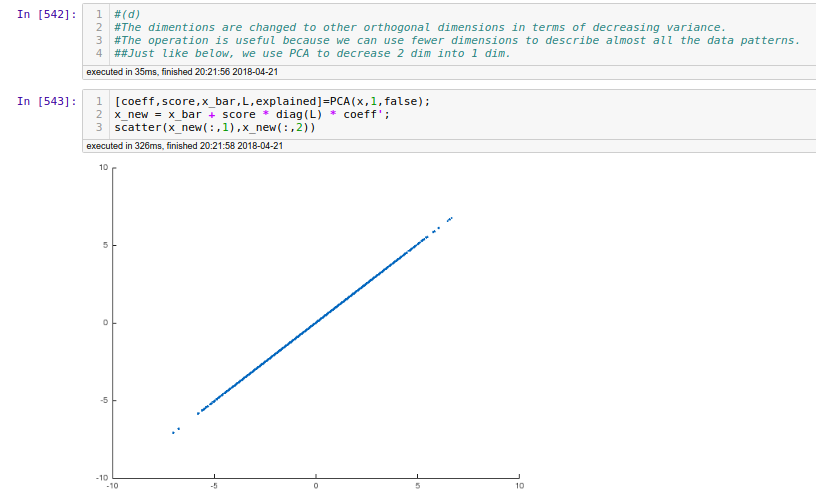 In [542]:
1 #(d)
2 #The dimentions are changed to other orthogonal dimensions in terms of decreasing variance.
3 #The operation is useful because we can use fewer dimensions to describe almost all the data patterns.
4 ##Just like below, we use PCA to decrease 2 dim into 1 dim.
executed in 35ms, finished 20:21:56 2018-04-21
In [543]:
1 [coeff,score,x_bar,L,explained]=PCA(x,1,false);
2 x_new = x_bar + score * diag(L) * coeff';
3 scatter(x_new(:,1),x_new(:,2))
executed in 326ms, finished 20:21:58 2018-04-21
10
5
0
-5
-10
-10 -5 0 5 10